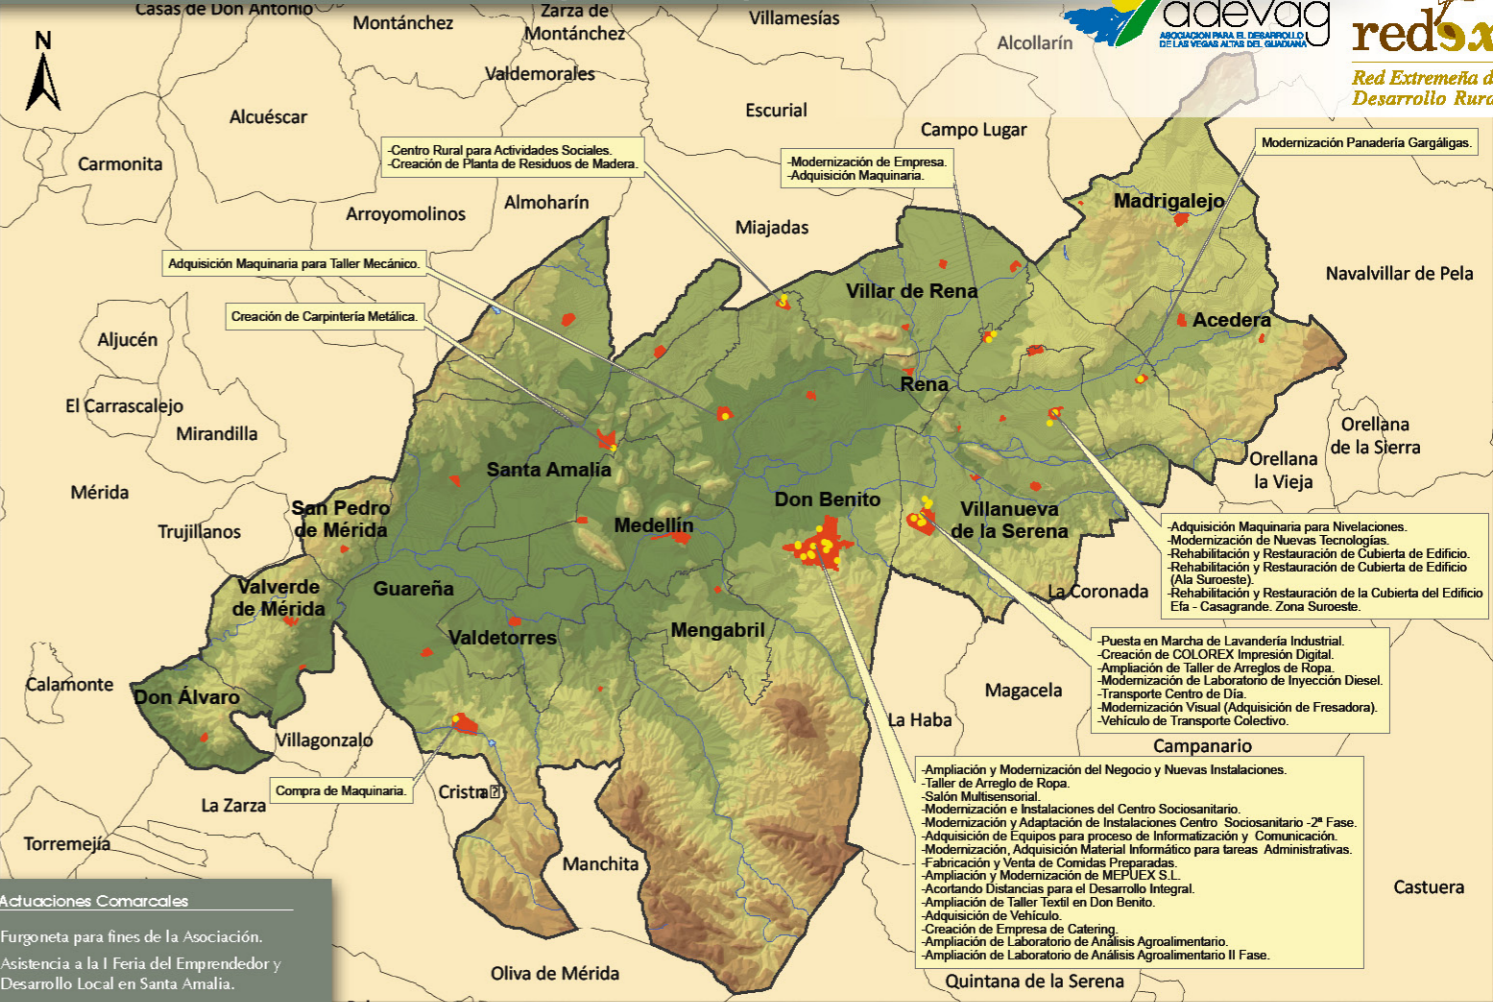 Casas de Don Antonio
Montánchez
Zarza de
Montánchez
Villamesías
Alcollarín
adevag
ASOCIACION PARA EL DESARROLLO
DE LAS VEGAS ALTAS DEL GUADIANA
redex
Red Extremeña d
Desarrollo Rura
N
Valdemorales
Alcuéscar
Escurial
Campo Lugar
Carmonita
-Centro Rural para Actividades Sociales.
-Creación de Planta de Residuos de Madera.
-Modernización de Empresa.
-Adquisición Maquinaria.
Modernización Panadería Gargáligas.
Arroyomolinos
Almoharín
Miajadas
Madrigalejo
Navalvillar de Pela
Adquisición Maquinaria para Taller Mecánico.
Villar de Rena
Creación de Carpintería Metálica.
Acedera
Aljucén
El Carrascalejo
Mirandilla
Rena
Orellana
de la Sierra
Orellana
la Vieja
Santa Amalia
Mérida
Trujillanos
San Pedro
de Mérida
Medellín
Don Benito
Villanueva
de la Serena
-Adquisición Maquinaria para Nivelaciones.
-Modernización de Nuevas Tecnologías.
-Rehabilitación y Restauración de Cubierta de Edificio.
-Rehabilitación y Restauración de Cubierta de Edificio
(Ala Suroeste).
-Rehabilitación y Restauración de la Cubierta del Edificio
Efa - Casagrande. Zona Suroeste.
Valverde
de Mérida
Guareña
La Coronada
Valdetorres
Mengabril
-Puesta en Marcha de Lavandería Industrial.
-Creación de COLOREX Impresión Digital.
-Ampliación de Taller de Arreglos de Ropa.
-Modernización de Laboratorio de Inyección Diesel.
-Transporte Centro de Día.
-Modernización Visual (Adquisición de Fresadora).
-Vehículo de Transporte Colectivo.
Calamonte
Don Álvaro
Magacela
La Haba
Villagonzalo
Campanario
Compra de Maquinaria.
Cristina
La Zarza
Torremejía
Manchita
-Ampliación y Modernización del Negocio y Nuevas Instalaciones.
-Taller de Arreglo de Ropa.
-Salón Multisensorial.
-Modernización e Instalaciones del Centro Sociosanitario.
-Modernización y Adaptación de Instalaciones Centro Sociosanitario -2ª Fase.
-Adquisición de Equipos para proceso de Informatización y Comunicación.
-Modernización, Adquisición Material Informático para tareas Administrativas.
-Fabricación y Venta de Comidas Preparadas.
-Ampliación y Modernización de MEPUEX S.L.
-Acortando Distancias para el Desarrollo Integral.
-Ampliación de Taller Textil en Don Benito.
-Adquisición de Vehículo.
-Creación de Empresa de Catering.
-Ampliación de Laboratorio de Análisis Agroalimentario.
-Ampliación de Laboratorio de Análisis Agroalimentario II Fase.
Castuera
Actuaciones Comarcales
Furgoneta para fines de la Asociación.
Asistencia a la I Feria del Emprendedor y
Desarrollo Local en Santa Amalia.
Oliva de Mérida
Quintana de la Serena